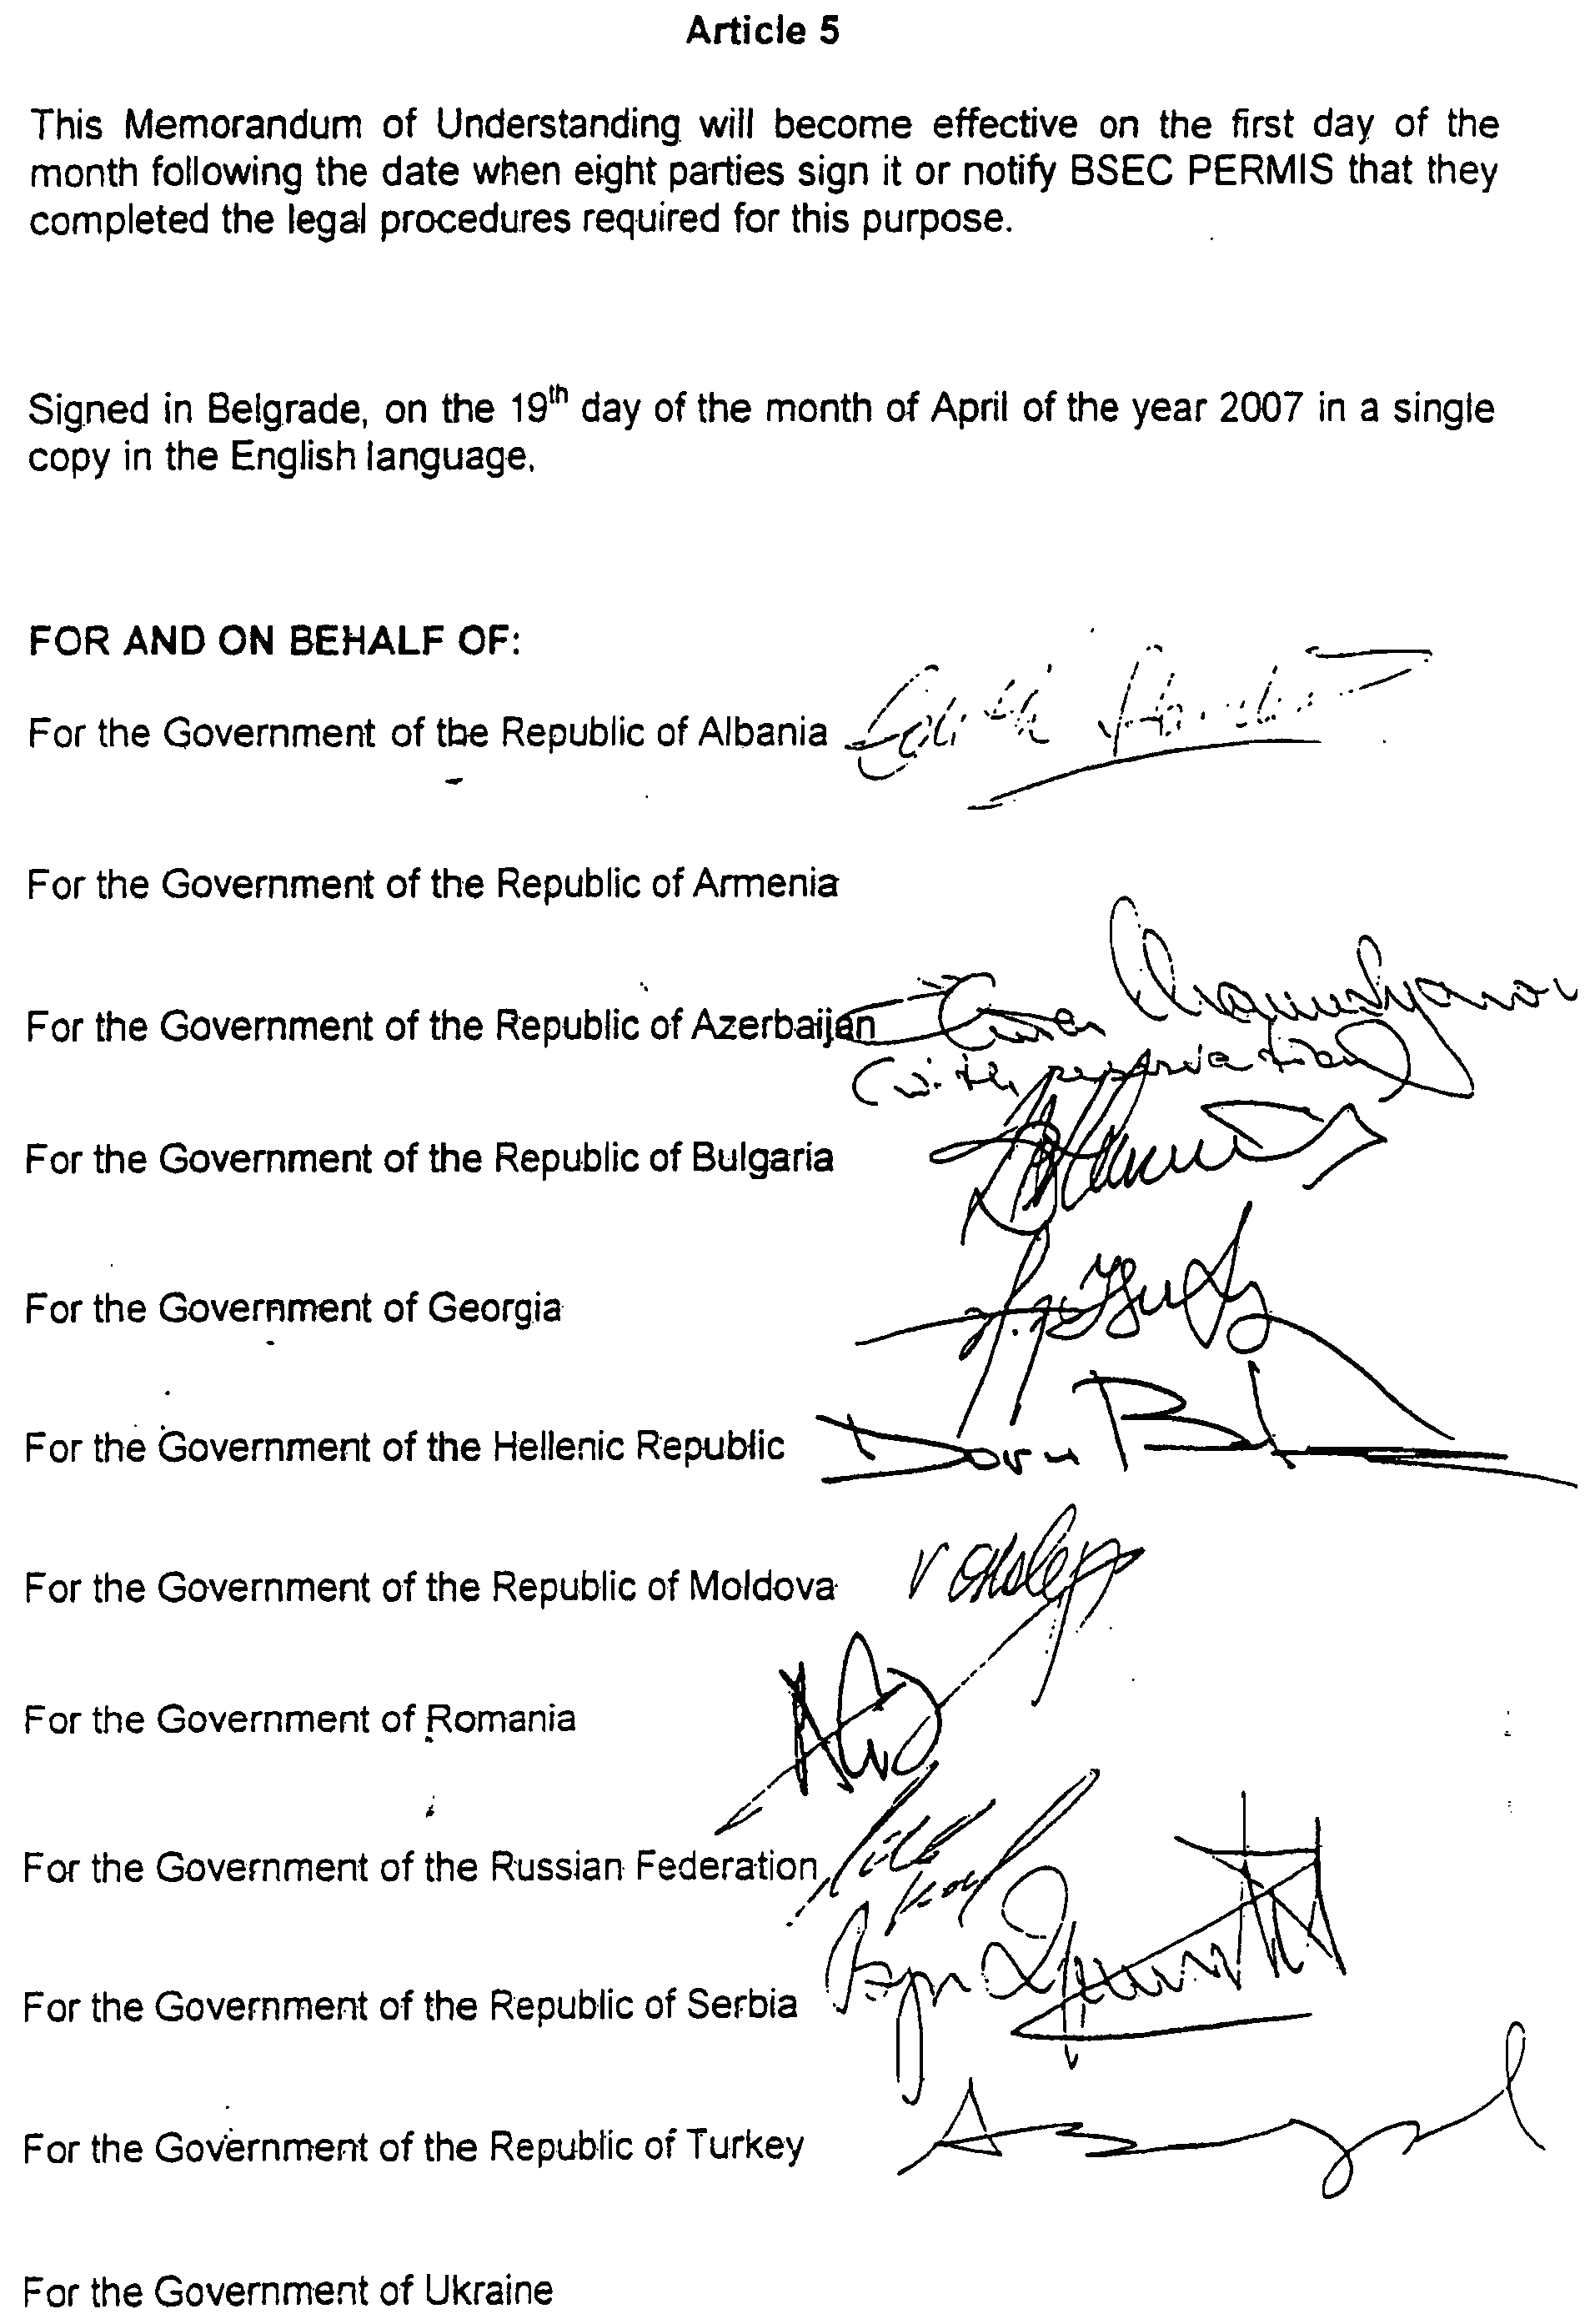 Article 5
This Memorandum of Understanding will become effective on the first day of the
month following the date when eight parties sign it or notify BSEC PERMIS that they
completed the legal procedures required for this purpose.
Signed in Belgrade, on the 19th day of the month of April of the year 2007 in a single
copy in the English language.
FOR AND ON BEHALF OF:
For the Government of the Republic of Albania
For the Government of the Republic of Armenia
For the Government of the Republic of Azerbaijan
(with reservation)
For the Government of the Republic of Bulgaria
For the Government of Georgia
For the Government of the Hellenic Republic
For the Government of the Republic of Moldova
For the Government of Romania
For the Government of the Russian Federation
For the Government of the Republic of Serbia
For the Government of the Republic of Turkey
For the Government of Ukraine